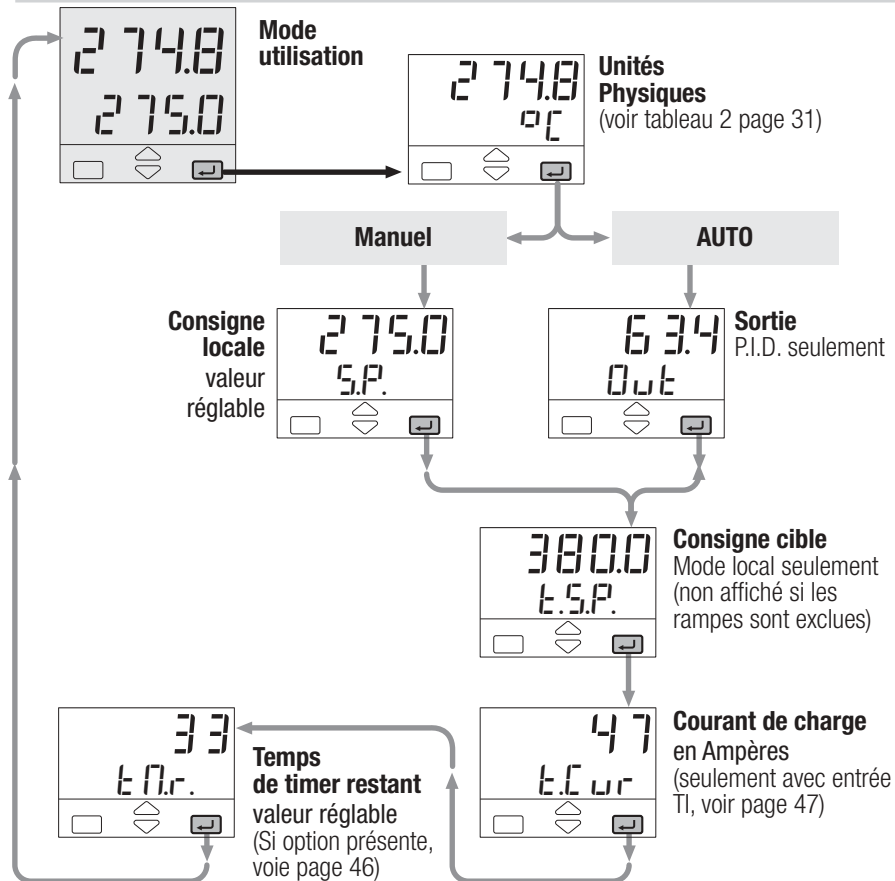 274.8
275.0
Mode
utilisation
274.8
°C
Unités
Physiques
(voir tableau 2 page 31)
Manuel
AUTO
Consigne
locale
valeur
réglable
275.0
S.P.
63.4
Out
Sortie
P.I.D. seulement
380.0
t.S.P.
Consigne cible
Mode local seulement
(non affiché si les
rampes sont exclues)
47
t.Cur
Courant de charge
en Ampères
(seulement avec entrée
TI, voir page 47)
33
tM.r.
Temps
de timer restant
valeur réglable
(Si option présente,
voie page 46)